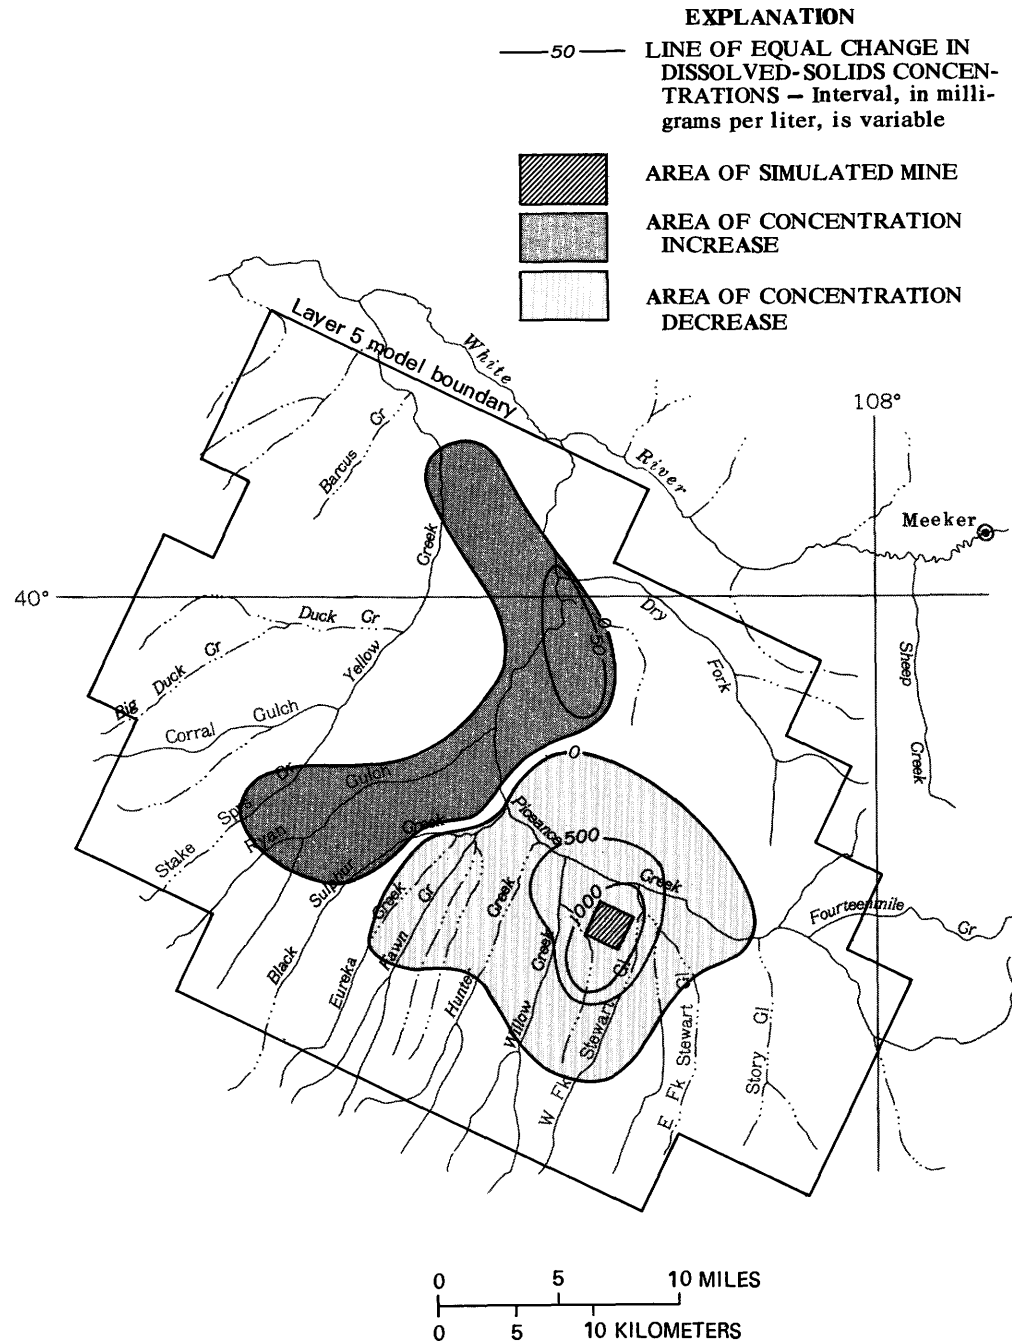 EXPLANATION
50
LINE OF EQUAL CHANGE IN
DISSOLVED-SOLIDS CONCEN-
TRATIONS — Interval, in milli-
grams per liter, is variable
AREA OF SIMULATED MINE
AREA OF CONCENTRATION
INCREASE
AREA OF CONCENTRATION
DECREASE
Layer 5 model boundary
White
River
108°
Meeker
40°
Barcus Gr
Creek
Yellow
Duck Gr
Big Duck Gr
Corral Gulch
Stake Spr Dr
Ryan Gulch
Dry
Fork
Sheep
Creek
0
50
0
500
1000
Piceance
Creek
Fourteenmile
Gr
Black
Sulphur
Creek
Eureka
Creek
Fawn
Gr
Hunter
Creek
Willow
Creek
W Fk Stewart Gl
E Fk Stewart Gl
Story Gl
0 5 10 MILES
0 5 10 KILOMETERS